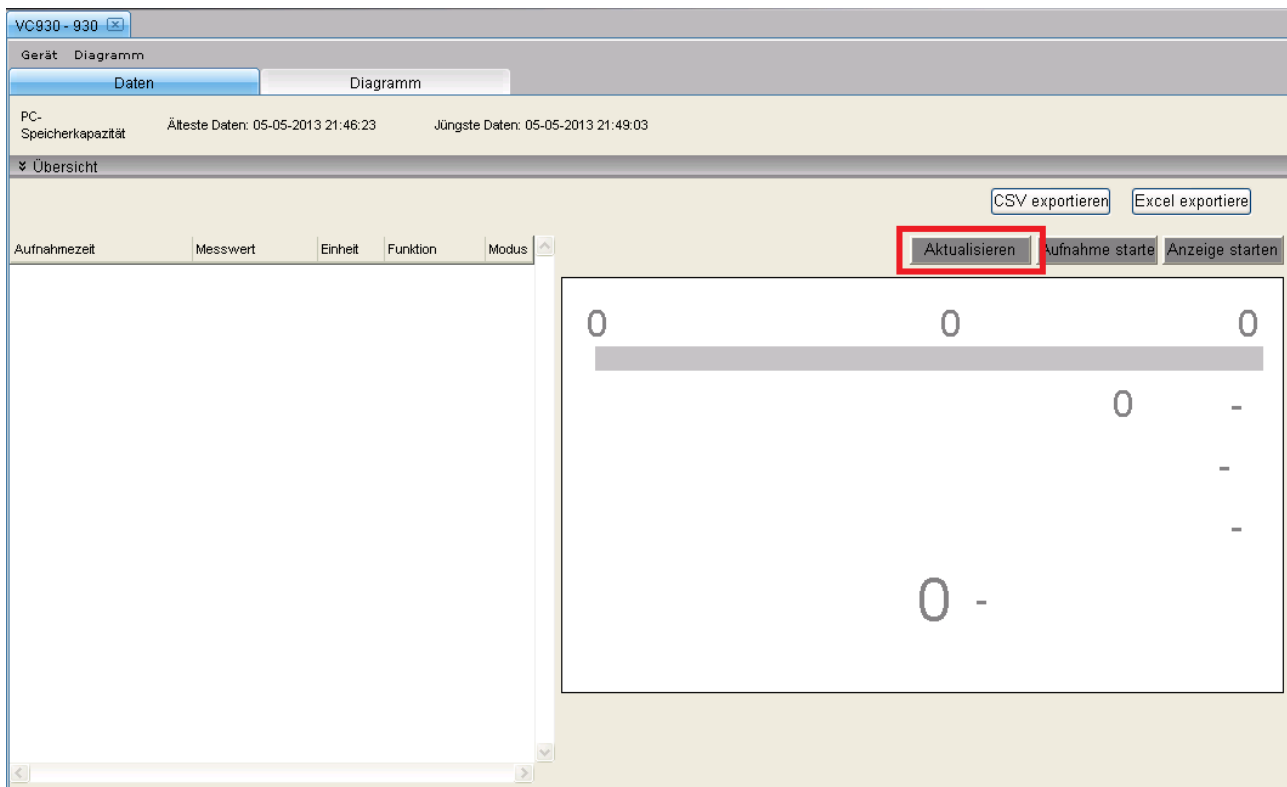 VC930 - 930
Gerät Diagramm
Daten Diagramm
PC-
Speicherkapazität Älteste Daten: 05-05-2013 21:46:23 Jüngste Daten: 05-05-2013 21:49:03
Übersicht
CSV exportieren Excel exportiere
Aufnahmezeit Messwert Einheit Funktion Modus Aktualisieren Aufnahme starte Anzeige starten
0 0 0
0 -
-
-
0 -